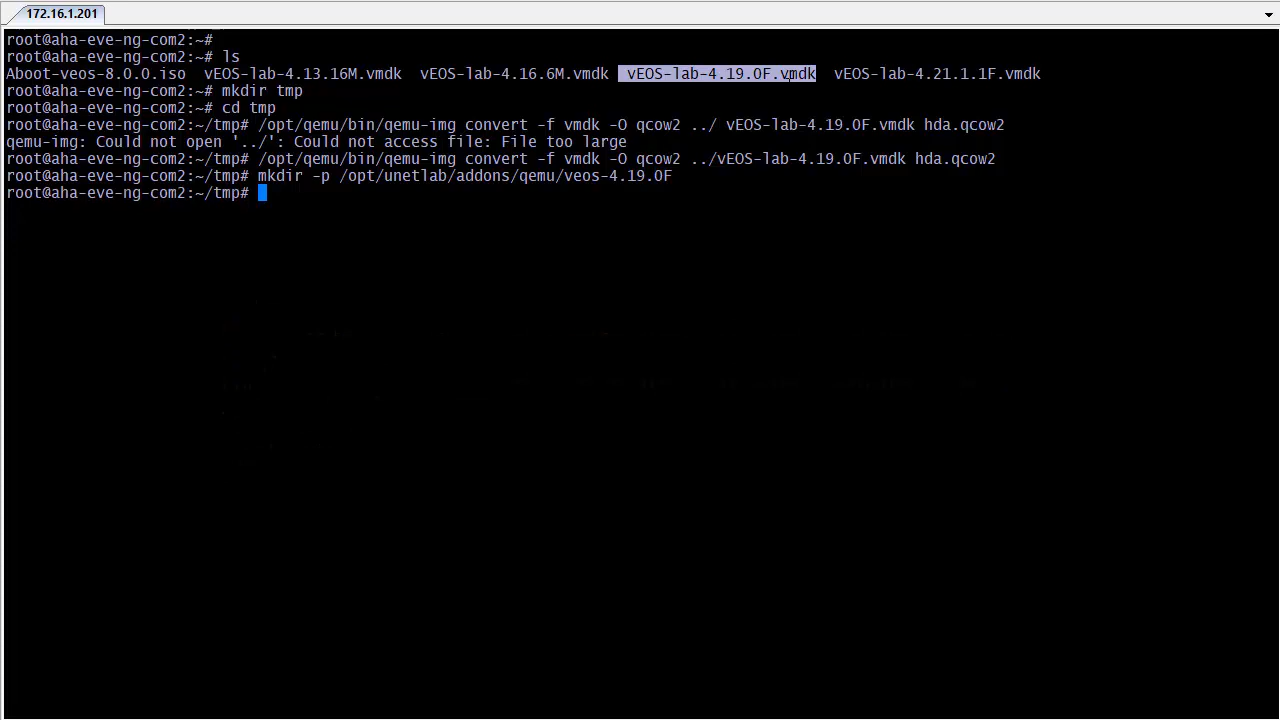 172.16.1.201
root@aha-eve-ng-com2:~#
root@aha-eve-ng-com2:~# ls
Aboot-veos-8.0.0.iso  vEOS-lab-4.13.16M.vmdk  vEOS-lab-4.16.6M.vmdk  vEOS-lab-4.19.0F.vmdk  vEOS-lab-4.21.1.1F.vmdk
root@aha-eve-ng-com2:~# mkdir tmp
root@aha-eve-ng-com2:~# cd tmp
root@aha-eve-ng-com2:~/tmp# /opt/qemu/bin/qemu-img convert -f vmdk -O qcow2 ../ vEOS-lab-4.19.0F.vmdk hda.qcow2
qemu-img: Could not open '../': Could not access file: File too large
root@aha-eve-ng-com2:~/tmp# /opt/qemu/bin/qemu-img convert -f vmdk -O qcow2 ../vEOS-lab-4.19.0F.vmdk hda.qcow2
root@aha-eve-ng-com2:~/tmp# mkdir -p /opt/unetlab/addons/qemu/veos-4.19.0F
root@aha-eve-ng-com2:~/tmp#